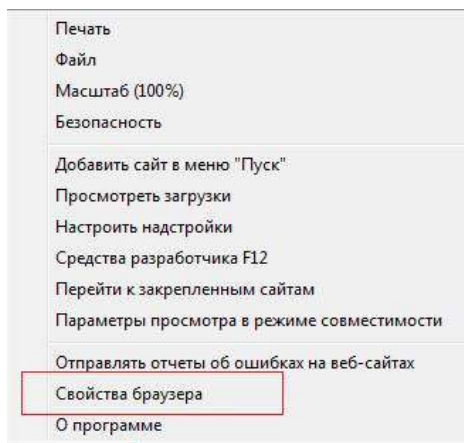 Печать
Файл
Масштаб (100%)
Безопасность
Добавить сайт в меню "Пуск"
Просмотреть загрузки
Настроить надстройки
Средства разработчика F12
Перейти к закрепленным сайтам
Параметры просмотра в режиме совместимости
Отправлять отчеты об ошибках на веб-сайтах
Свойства браузера
О программе